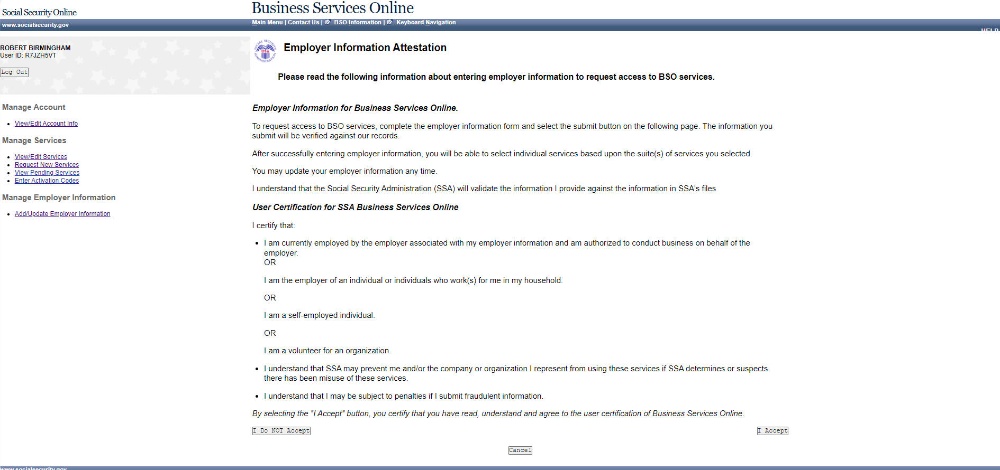 Social Security Online
Business Services Online
www.socialsecurity.gov
Main Menu | Contact Us | BSO Information | Keyboard Navigation
HELP
ROBERT BIRMINGHAM
User ID: R7JZH5VT
Log Out
Manage Account
View/Edit Account Info
Manage Services
View/Edit Services
Request New Services
View Pending Services
Enter Activation Codes
Manage Employer Information
Add/Update Employer Information
SOCIAL SECURITY ADMINISTRATION
USA
Employer Information Attestation
Please read the following information about entering employer information to request access to BSO services.
Employer Information for Business Services Online.
To request access to BSO services, complete the employer information form and select the submit button on the following page. The information you
submit will be verified against our records.
After successfully entering employer information, you will be able to select individual services based upon the suite(s) of services you selected.
You may update your employer information any time.
I understand that the Social Security Administration (SSA) will validate the information I provide against the information in SSA's files
User Certification for SSA Business Services Online
I certify that:
I am currently employed by the employer associated with my employer information and am authorized to conduct business on behalf of the
employer.
OR
I am the employer of an individual or individuals who work(s) for me in my household.
OR
I am a self-employed individual.
OR
I am a volunteer for an organization.
I understand that SSA may prevent me and/or the company or organization I represent from using these services if SSA determines or suspects
there has been misuse of these services.
I understand that I may be subject to penalties if I submit fraudulent information.
By selecting the "I Accept" button, you certify that you have read, understand and agree to the user certification of Business Services Online.
I Do NOT Accept
I Accept
Cancel
www.socialsecurity.gov